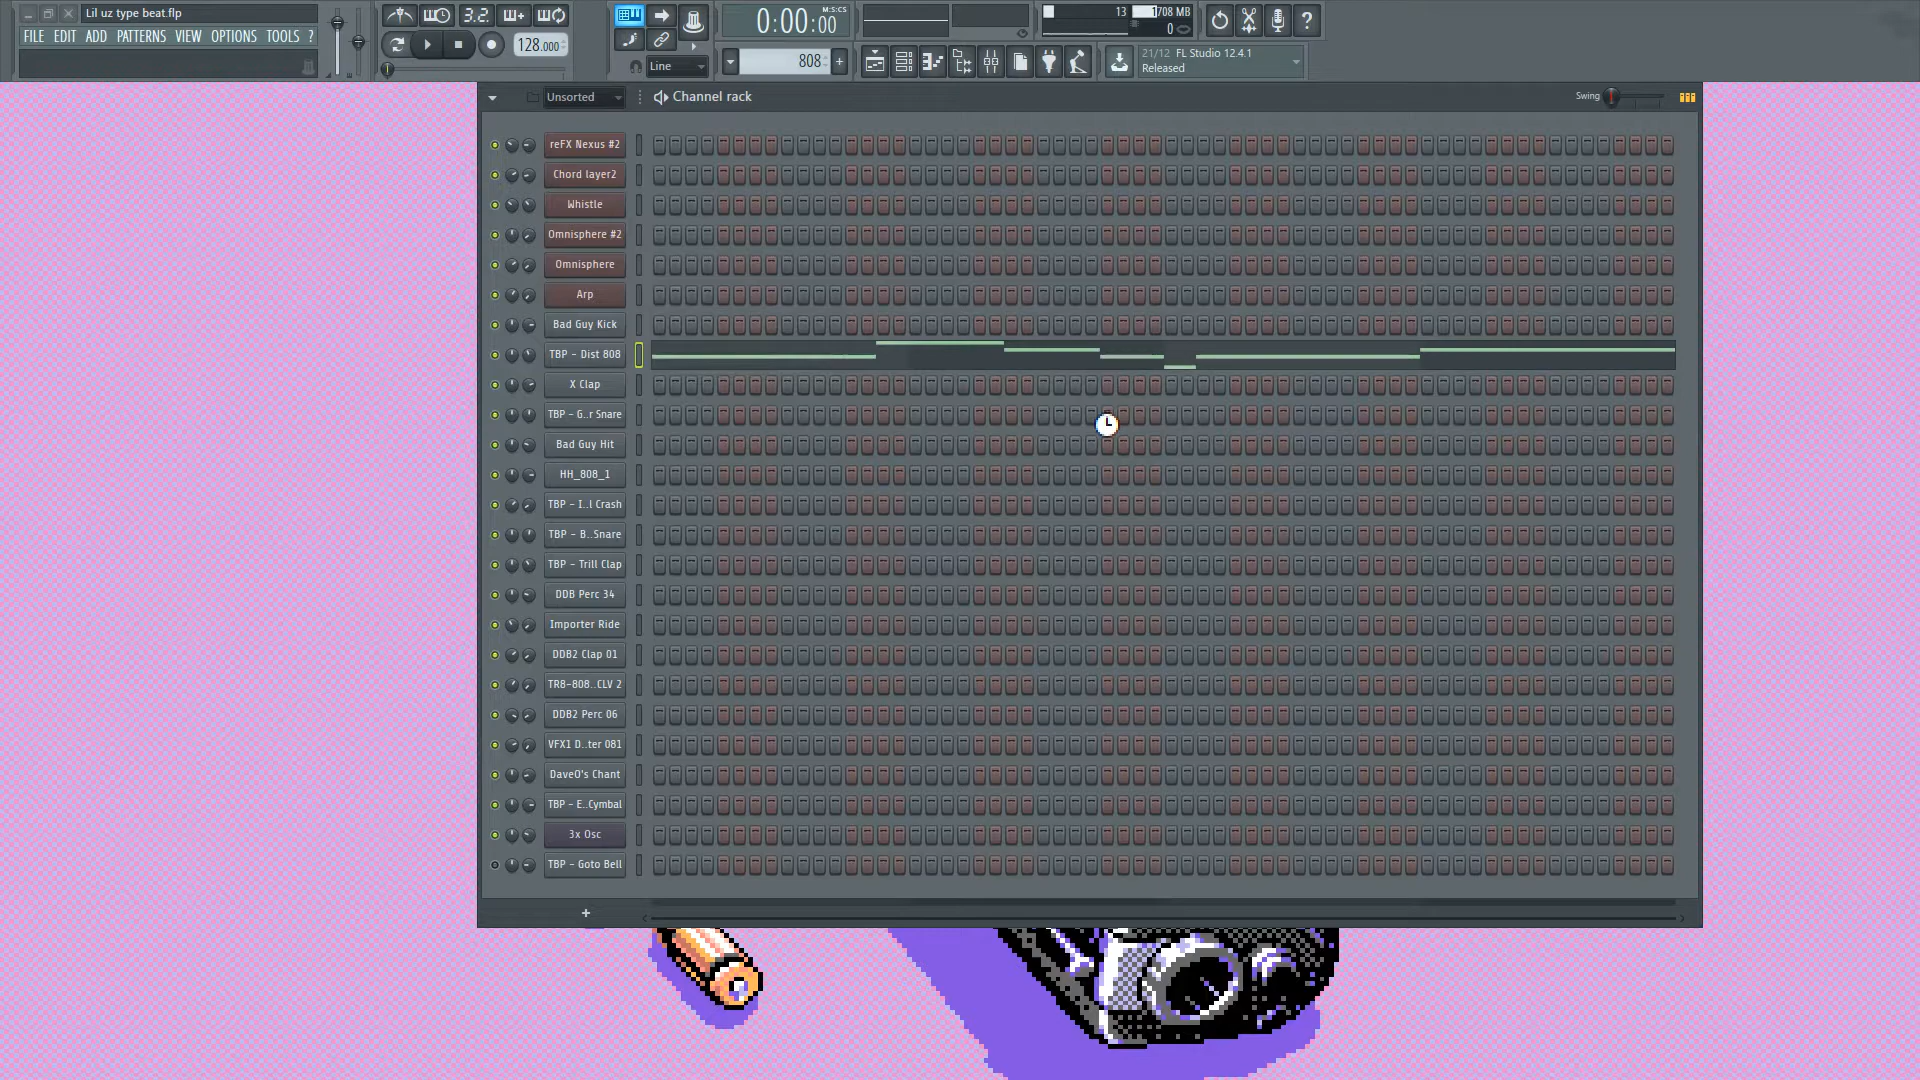 Lil uz type beat.flp
FILE EDIT ADD PATTERNS VIEW OPTIONS TOOLS ?
3.2.
128.000
Line
M:S:CS
0:00:00
808
+
13
1708 MB
0
?
21/12 FL Studio 12.4.1
Released
Unsorted
Channel rack
Swing
reFX Nexus #2
Chord layer2
Whistle
Omnisphere #2
Omnisphere
Arp
Bad Guy Kick
TBP - Dist 808
X Clap
TBP - G..r Snare
Bad Guy Hit
HH_808_1
TBP - I..l Crash
TBP - B..Snare
TBP - Trill Clap
DDB Perc 34
Importer Ride
DDB2 Clap 01
TR8-808..CLV 2
DDB2 Perc 06
VFX1 D..ter 081
DaveO's Chant
TBP - E..Cymbal
3x Osc
TBP - Goto Bell
+